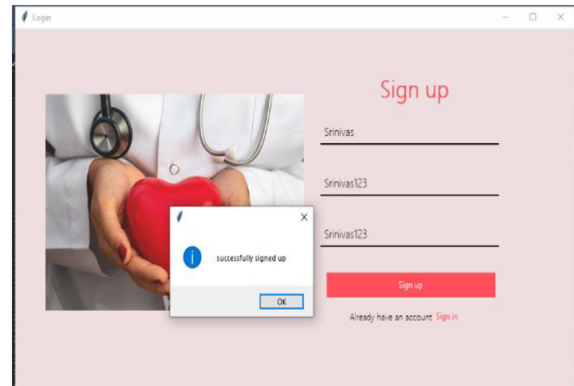 Login
Sign up
Srinivas
Srinivas123
Srinivas123
successfully signed up
OK
Sign up
Already have an account Sign in